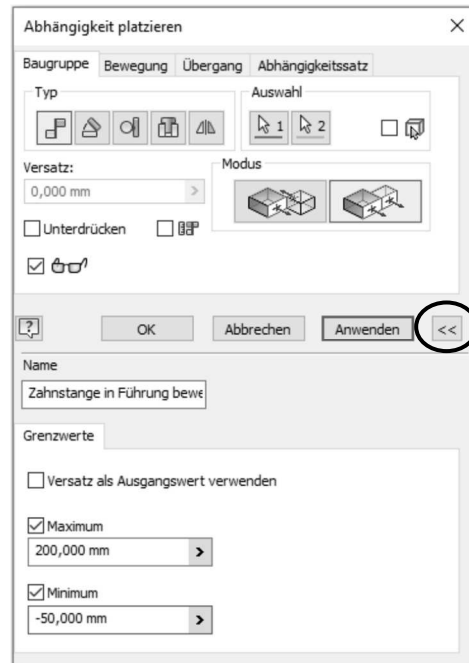 Abhängigkeit platzieren
Baugruppe Bewegung Übergang Abhängigkeitssatz
Typ Auswahl
1 2
Versatz: Modus
0,000 mm >
Unterdrücken
? OK Abbrechen Anwenden <<
Name
Zahnstange in Führung bewe
Grenzwerte
Versatz als Ausgangswert verwenden
Maximum
200,000 mm >
Minimum
-50,000 mm >